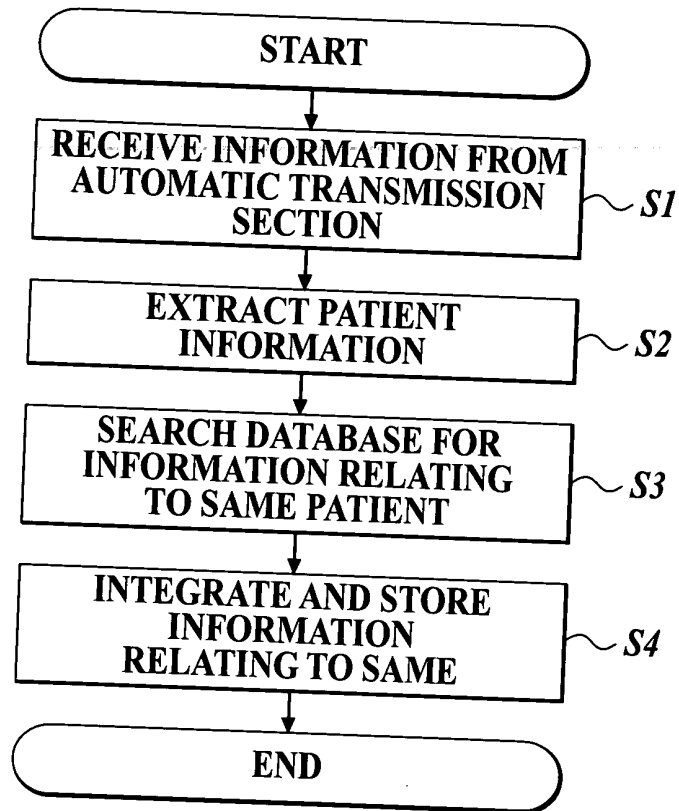 START
RECEIVE INFORMATION FROM
AUTOMATIC TRANSMISSION
SECTION
S1
EXTRACT PATIENT
INFORMATION
S2
SEARCH DATABASE FOR
INFORMATION RELATING
TO SAME PATIENT
S3
INTEGRATE AND STORE
INFORMATION
RELATING TO SAME
S4
END